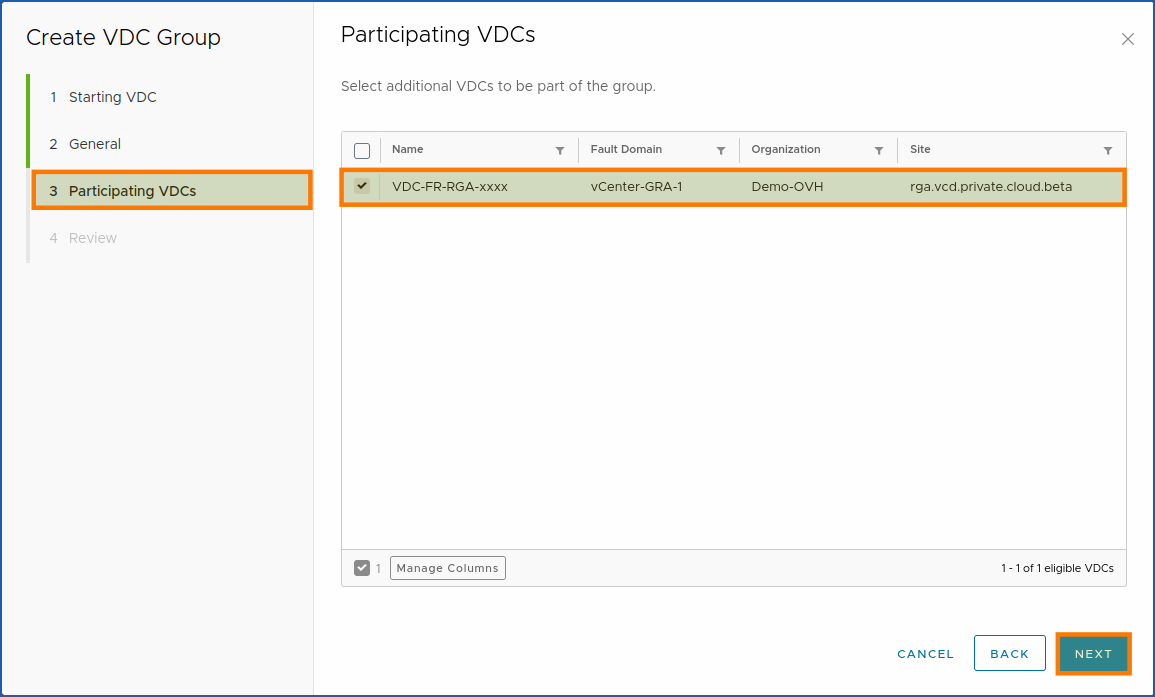 Create VDC Group
1 Starting VDC
2 General
3 Participating VDCs
4 Review
Participating VDCs
Select additional VDCs to be part of the group.
Name Fault Domain Organization Site
VDC-FR-RGA-xxxx vCenter-GRA-1 Demo-OVH rga.vcd.private.cloud.beta
1 Manage Columns 1 - 1 of 1 eligible VDCs
CANCEL BACK NEXT